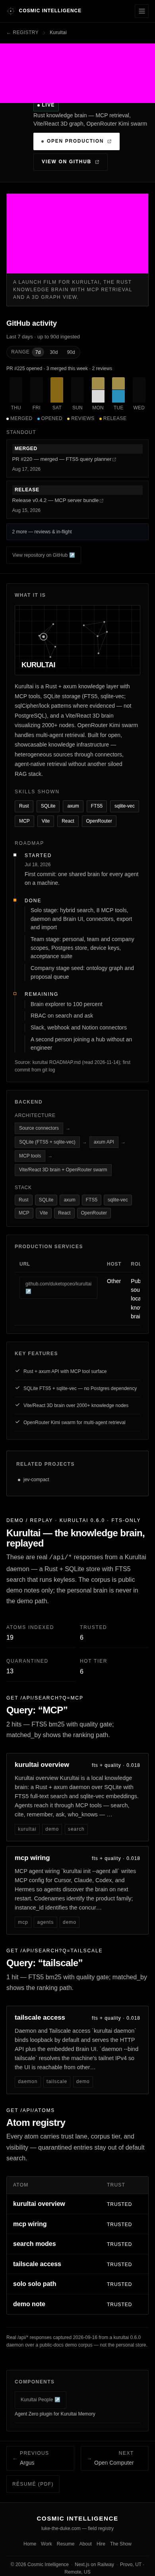 COSMIC INTELLIGENCE
← REGISTRY / Kurultai
LIVE
Rust knowledge brain — MCP retrieval,
Vite/React 3D graph, OpenRouter Kimi swarm
OPEN PRODUCTION
VIEW ON GITHUB
A LAUNCH FILM FOR KURULTAI, THE RUST
KNOWLEDGE BRAIN WITH MCP RETRIEVAL
AND A 3D GRAPH VIEW.
GitHub activity
Last 7 days · up to 90d ingested
RANGE 7d 30d 90d
PR #225 opened · 3 merged this week · 2 reviews
THU FRI SAT SUN MON TUE WED
MERGED OPENED REVIEWS RELEASE
STANDOUT
MERGED
PR #220 — merged — FTS5 query planner
Aug 17, 2026
RELEASE
Release v0.4.2 — MCP server bundle
Aug 15, 2026
2 more — reviews & in-flight
View repository on GitHub ↗
WHAT IT IS
KURULTAI
Kurultai is a Rust + axum knowledge layer with
MCP tools, SQLite storage (FTS5, sqlite-vec;
sqlCipher/lock patterns where evidenced — not
PostgreSQL), and a Vite/React 3D brain
visualizing 2000+ nodes. OpenRouter Kimi swarm
handles multi-agent retrieval. Built for open,
showcasable knowledge infrastructure —
heterogeneous sources through connectors,
agent-native retrieval without another siloed
RAG stack.
SKILLS SHOWN
Rust SQLite axum FTS5 sqlite-vec
MCP Vite React OpenRouter
ROADMAP
STARTED
Jul 18, 2026
First commit: one shared brain for every agent
on a machine.
DONE
Solo stage: hybrid search, 8 MCP tools,
daemon and Brain UI, connectors, export
and import
Team stage: personal, team and company
scopes, Postgres store, device keys,
acceptance suite
Company stage seed: ontology graph and
proposal queue
REMAINING
Brain explorer to 100 percent
RBAC on search and ask
Slack, webhook and Notion connectors
A second person joining a hub without an
engineer
Source: kurultai ROADMAP.md (read 2026-11-14); first
commit from git log
BACKEND
ARCHITECTURE
Source connectors →
SQLite (FTS5 + sqlite-vec) → axum API →
MCP tools →
Vite/React 3D brain + OpenRouter swarm
STACK
Rust SQLite axum FTS5 sqlite-vec
MCP Vite React OpenRouter
PRODUCTION SERVICES
URL HOST
github.com/duketopceo/kurultai
↗
Other
KEY FEATURES
Rust + axum API with MCP tool surface
SQLite FTS5 + sqlite-vec — no Postgres dependency
Vite/React 3D brain over 2000+ knowledge nodes
OpenRouter Kimi swarm for multi-agent retrieval
RELATED PROJECTS
jev-compact
DEMO / REPLAY · KURULTAI 0.6.0 · FTS-ONLY
Kurultai — the knowledge brain,
replayed
These are real /api/* responses from a Kurultai
daemon — a Rust + SQLite store with FTS5
search that runs keyless. The corpus is public
demo notes only; the personal brain is never in
the demo path.
ATOMS INDEXED TRUSTED
19 6
QUARANTINED HOT TIER
13 6
GET /API/SEARCH?Q=MCP
Query: “MCP”
2 hits — FTS5 bm25 with quality gate;
matched_by shows the ranking path.
kurultai overview fts + quality · 0.018
Kurultai overview Kurultai is a local knowledge
brain: a Rust + axum daemon over SQLite with
FTS5 full-text search and sqlite-vec embeddings.
Agents reach it through MCP tools — search,
cite, remember, ask, who_knows — …
kurultai demo search
mcp wiring fts + quality · 0.018
MCP agent wiring `kurultai init --agent all` writes
MCP config for Cursor, Claude, Codex, and
Hermes so agents discover the brain on next
restart. Codenames identify the product family;
instance_id identifies the concur…
mcp agents demo
GET /API/SEARCH?Q=TAILSCALE
Query: “tailscale”
1 hit — FTS5 bm25 with quality gate; matched_by
shows the ranking path.
tailscale access fts + quality · 0.018
Daemon and Tailscale access `kurultai daemon`
binds loopback by default and serves the HTTP
API plus the embedded Brain UI. `daemon --bind
tailscale` resolves the machine's tailnet IPv4 so
the UI is reachable from other…
daemon tailscale demo
GET /API/ATOMS
Atom registry
Every atom carries trust lane, corpus tier, and
visibility — quarantined entries stay out of default
search.
ATOM TRUST
kurultai overview TRUSTED
mcp wiring TRUSTED
search modes TRUSTED
tailscale access TRUSTED
solo solo path TRUSTED
demo note TRUSTED
Real /api/* responses captured 2026-09-16 from a kurultai 0.6.0
daemon over a public-docs demo corpus — not the personal store.
COMPONENTS
Kurultai People ↗
Agent Zero plugin for Kurultai Memory
← PREVIOUS
Argus
→ NEXT
Open Computer
RÉSUMÉ (PDF)
COSMIC INTELLIGENCE
luke-the-duke.com — field registry
Home Work Resume About Hire The Show
© 2026 Cosmic Intelligence Next.js on Railway Provo, UT ·
Remote, US